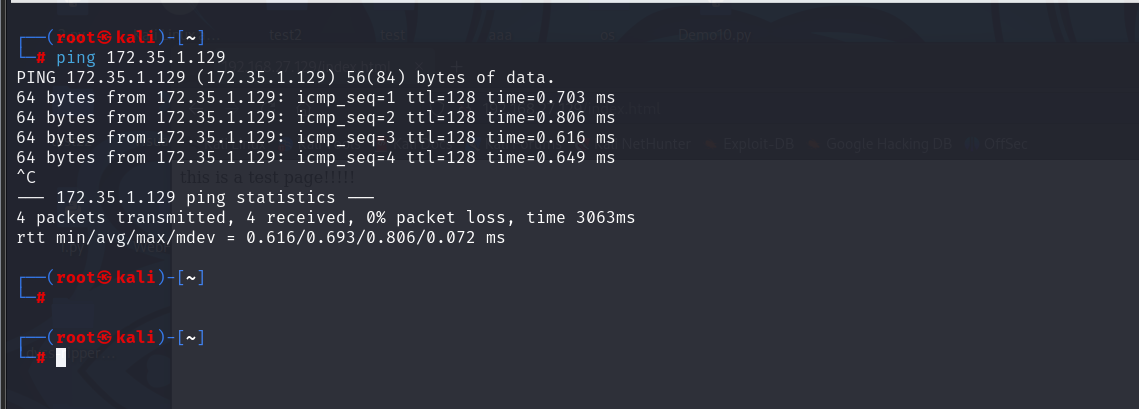 test2 test aaa os Demo10.py
┌──(root㉿kali)-[~]
└─# ping 172.35.1.129
PING 172.35.1.129 (172.35.1.129) 56(84) bytes of data.
64 bytes from 172.35.1.129: icmp_seq=1 ttl=128 time=0.703 ms
64 bytes from 172.35.1.129: icmp_seq=2 ttl=128 time=0.806 ms
64 bytes from 172.35.1.129: icmp_seq=3 ttl=128 time=0.616 ms
NetHunter Exploit-DB Google Hacking DB OffSec
64 bytes from 172.35.1.129: icmp_seq=4 ttl=128 time=0.649 ms
^C
this is a test page!!!!!
--- 172.35.1.129 ping statistics ---
4 packets transmitted, 4 received, 0% packet loss, time 3063ms
rtt min/avg/max/mdev = 0.616/0.693/0.806/0.072 ms
┌──(root㉿kali)-[~]
└─#
┌──(root㉿kali)-[~]
└─#